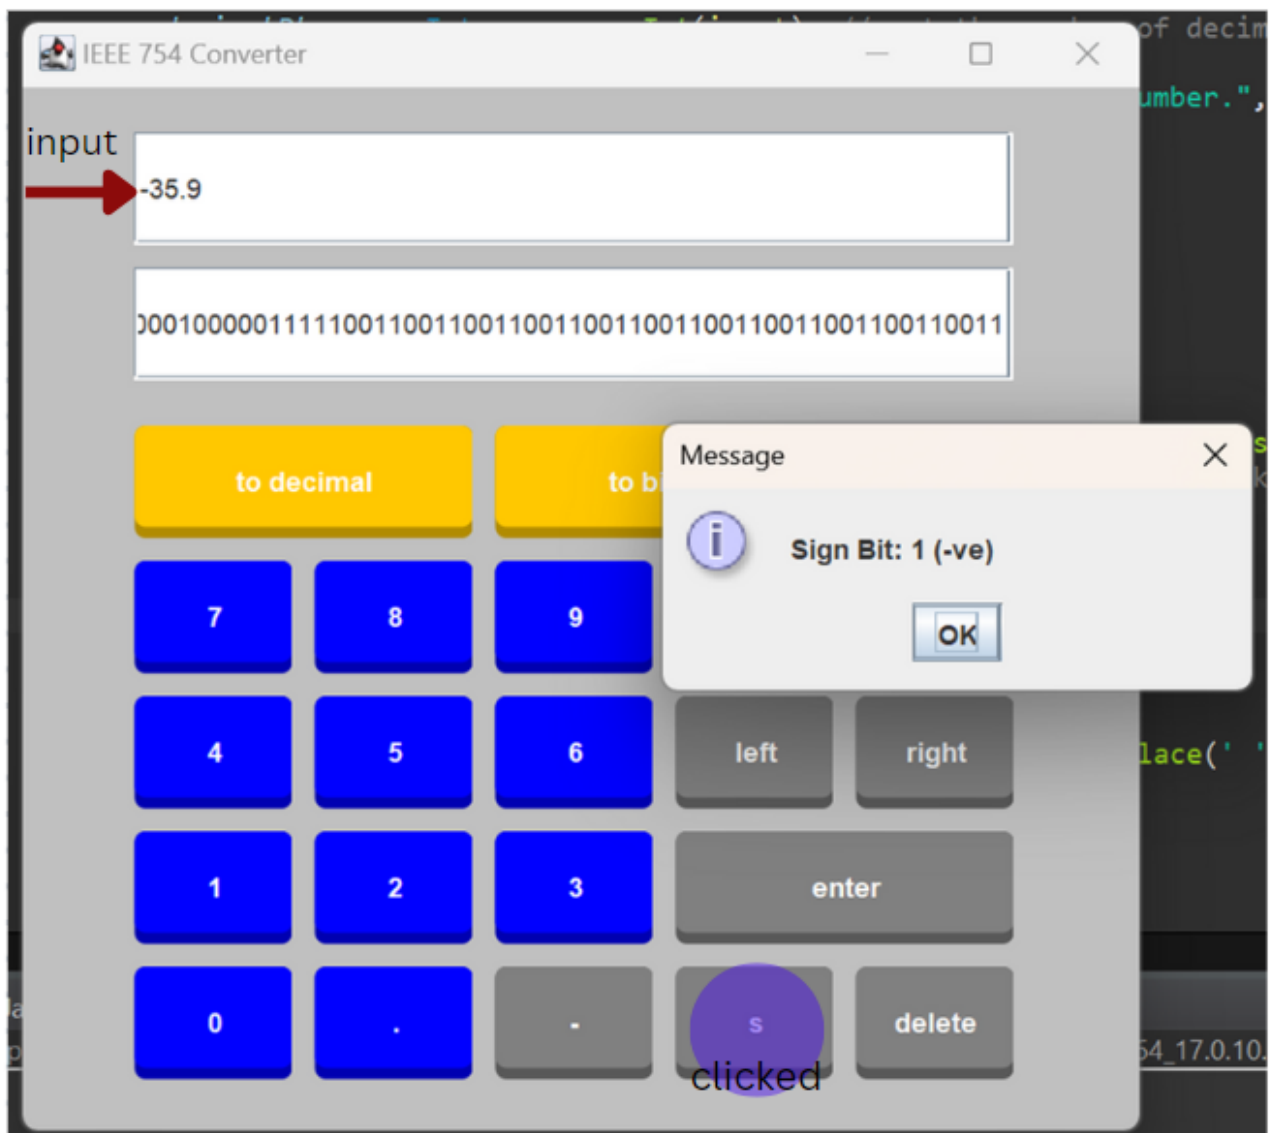 of decim
IEEE 754 Converter
umber.",
input
-35.9
0001000001111100110011001100110011001100110011001100110011
Message
to decimal
to bi
Sign Bit: 1 (-ve)
OK
7 8 9
4 5 6 left right
lace(' '
1 2 3 enter
0 . - s delete
54_17.0.10.
clicked